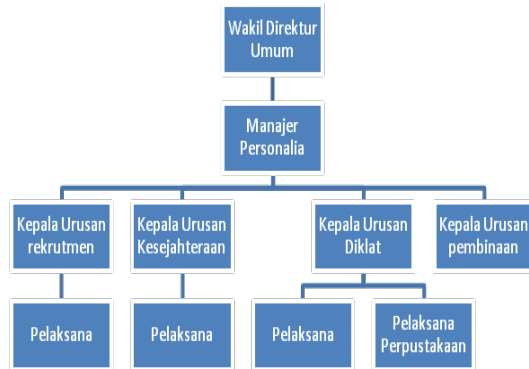 Wakil Direktur
Umum
Manajer
Personalia
Kepala Urusan
rekrutmen
Kepala Urusan
Kesejahteraan
Kepala Urusan
Diklat
Kepala Urusan
pembinaan
Pelaksana
Pelaksana
Pelaksana
Pelaksana
Perpustakaan